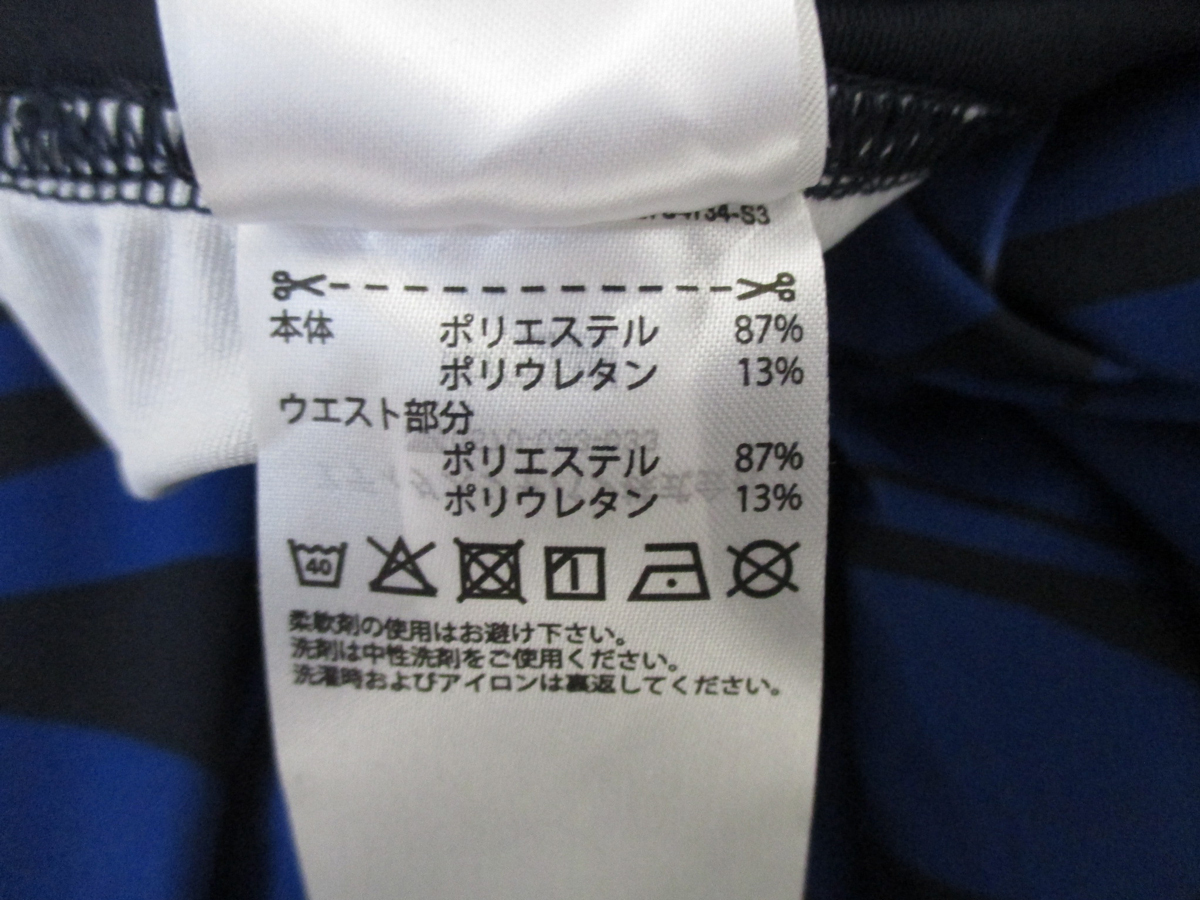 34-S3
本体 ポリエステル 87%
ポリウレタン 13%
ウエスト部分
ポリエステル 87%
ポリウレタン 13%
40
柔軟剤の使用はお避け下さい。
洗剤は中性洗剤をご使用ください。
洗濯時およびアイロンは裏返してください。